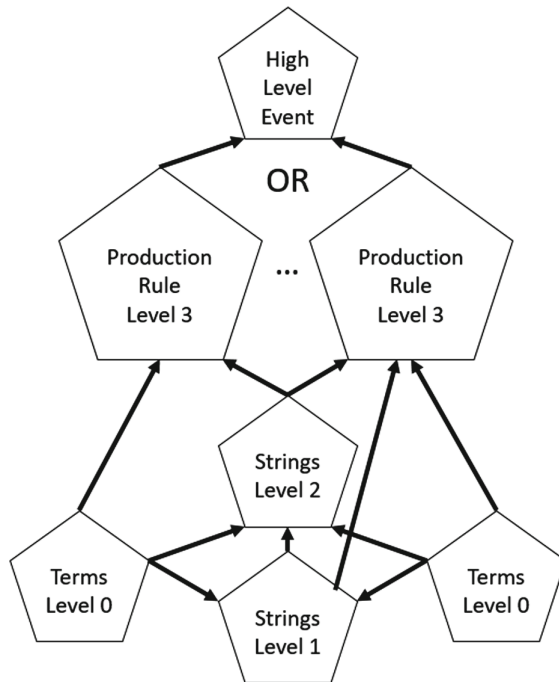 High
Level
Event
OR
Production
Rule
Level 3
...
Production
Rule
Level 3
Strings
Level 2
Terms
Level 0
Strings
Level 1
Terms
Level 0